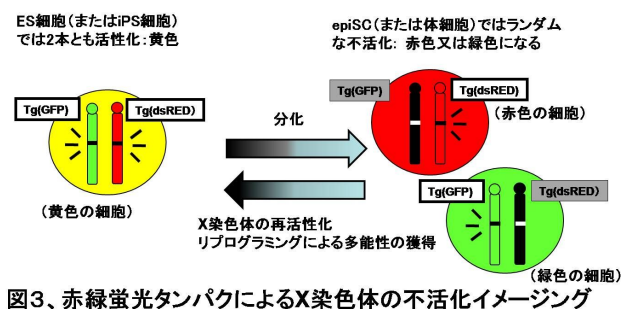 ES細胞(またはiPS細胞)
では2本とも活性化:黄色
Tg(GFP)
Tg(dsRED)
(黄色の細胞)
分化
X染色体の再活性化
リプログラミングによる多能性の獲得
epiSC(または体細胞)ではランダム
な不活化: 赤色又は緑色になる
Tg(GFP)
Tg(dsRED)
(赤色の細胞)
Tg(GFP)
Tg(dsRED)
(緑色の細胞)
図3、赤緑蛍光タンパクによるX染色体の不活化イメージング